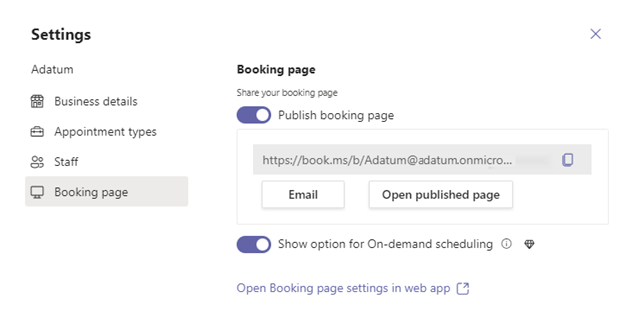 Settings
Adatum
Business details
Appointment types
Staff
Booking page
Booking page
Share your booking page
Publish booking page
https://book.ms/b/Adatum@adatum.onmicro...
Email
Open published page
Show option for On-demand scheduling
Open Booking page settings in web app